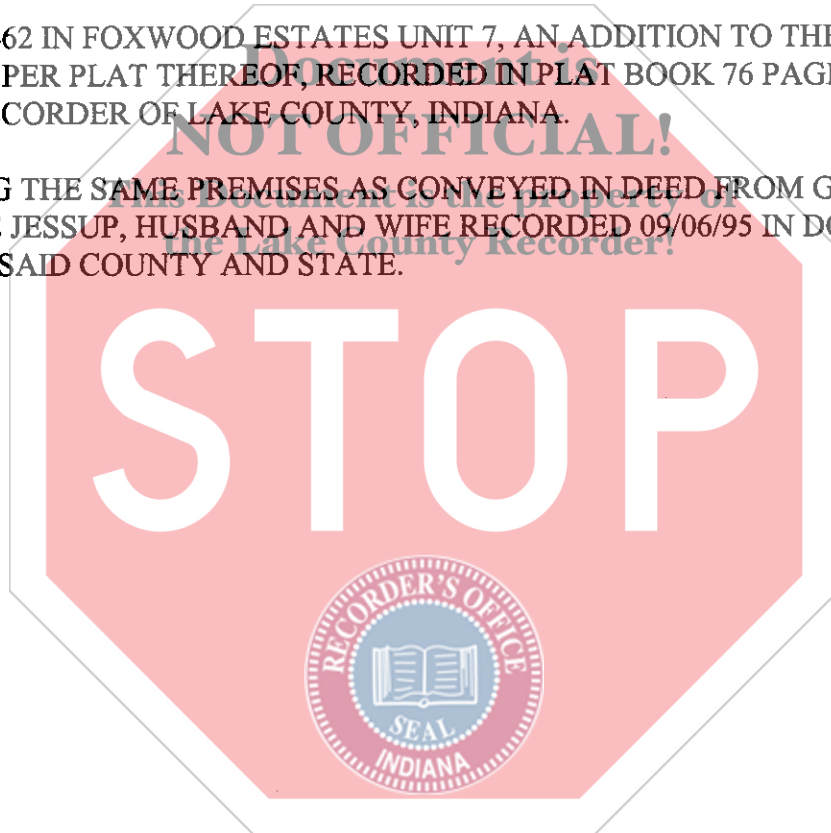 62 IN FOXWOOD ESTATES UNIT 7, AN ADDITION TO THE
PER PLAT THEREOF, RECORDED IN PLAT BOOK 76 PAGE
CORDER OF LAKE COUNTY, INDIANA.
G THE SAME PREMISES AS CONVEYED IN DEED FROM G
JESSUP, HUSBAND AND WIFE RECORDED 09/06/95 IN DO
SAID COUNTY AND STATE.
Document is
NOT OFFICIAL!
This Document is the property of
the Lake County Recorder!
STOP
RECORDER'S OFFICE
SEAL
INDIANA